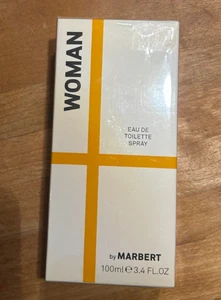 WOMAN
EAU DE
TOILETTE
SPRAY
by MARBERT
100ml e 3.4 FL.OZ